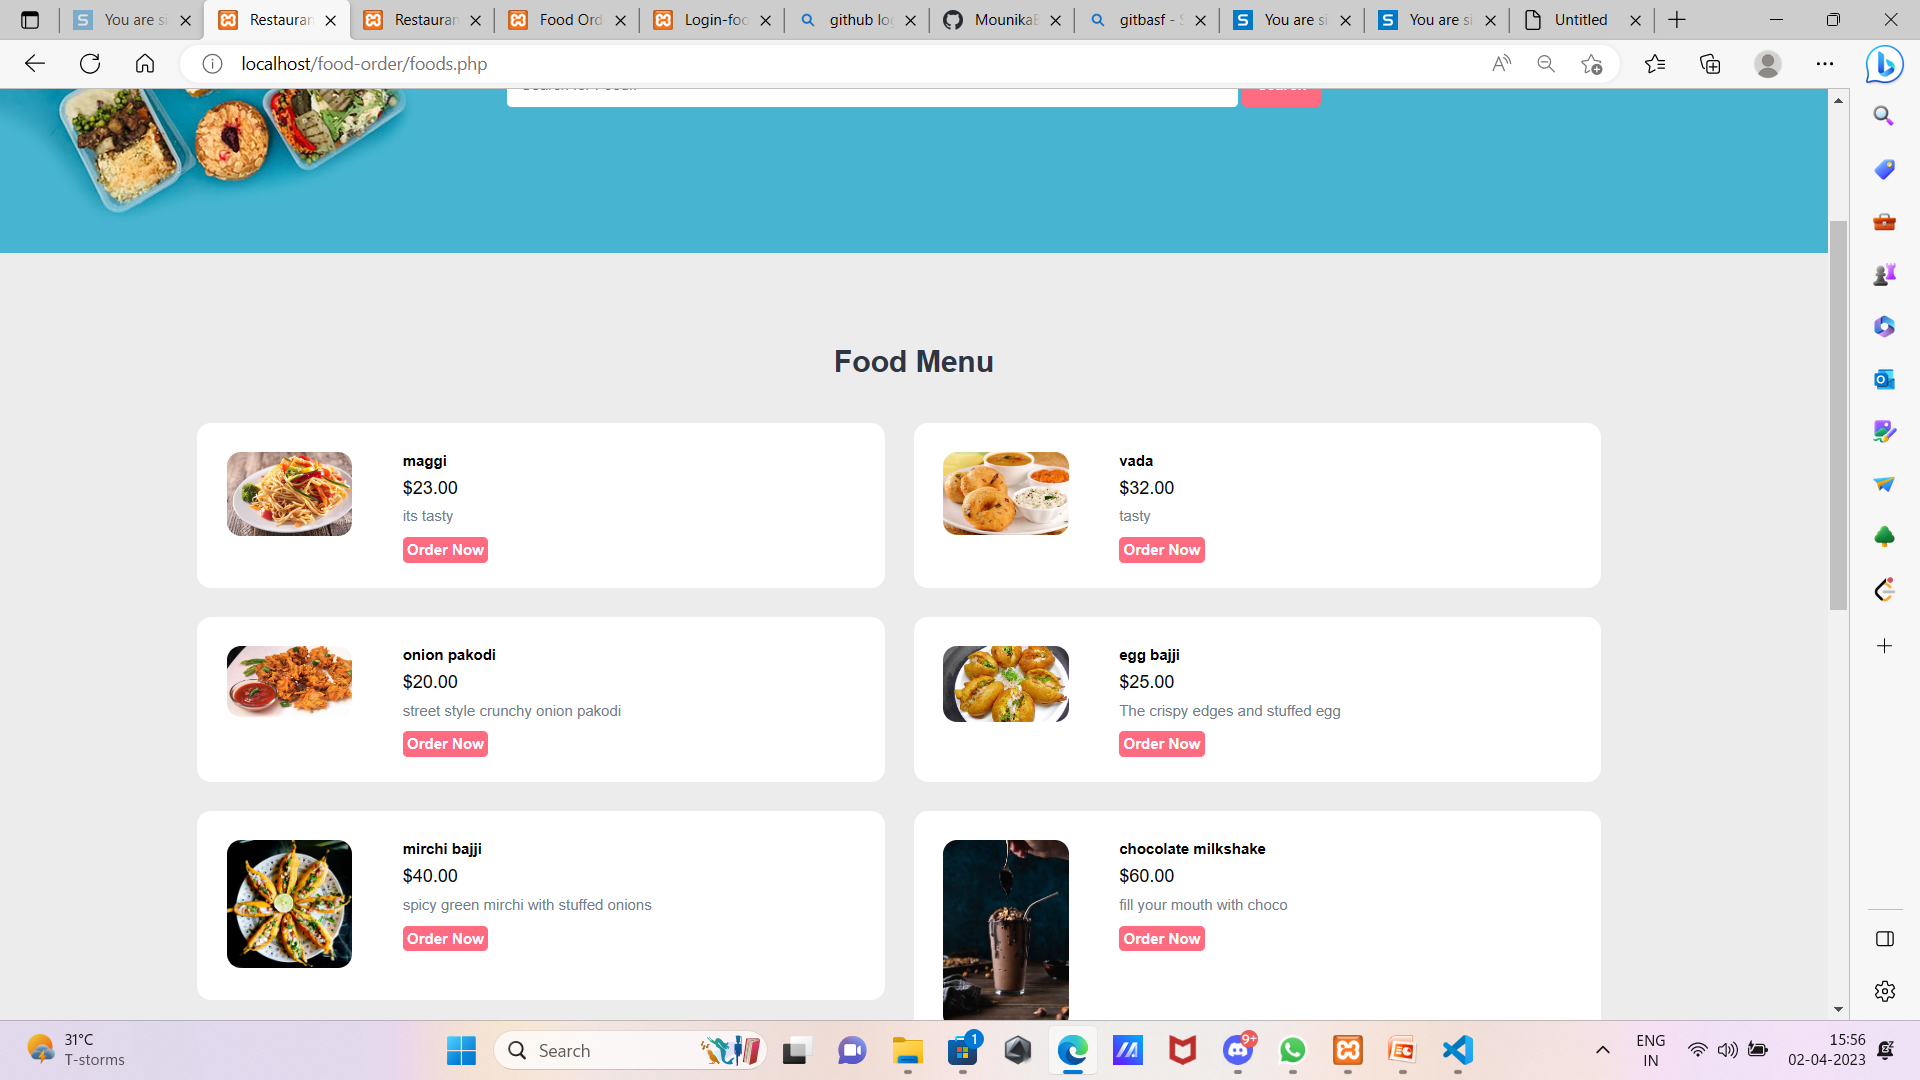 You are si
Restauran
Restauran
Food Ord
Login-foo
github lo
MounikaB
gitbasf - S
You are si
You are si
Untitled
localhost/food-order/foods.php
Food Menu
maggi
$23.00
its tasty
Order Now
vada
$32.00
tasty
Order Now
onion pakodi
$20.00
street style crunchy onion pakodi
Order Now
egg bajji
$25.00
The crispy edges and stuffed egg
Order Now
mirchi bajji
$40.00
spicy green mirchi with stuffed onions
Order Now
chocolate milkshake
$60.00
fill your mouth with choco
Order Now
31°C
T-storms
Search
1
9+
ENG
IN
15:56
02-04-2023